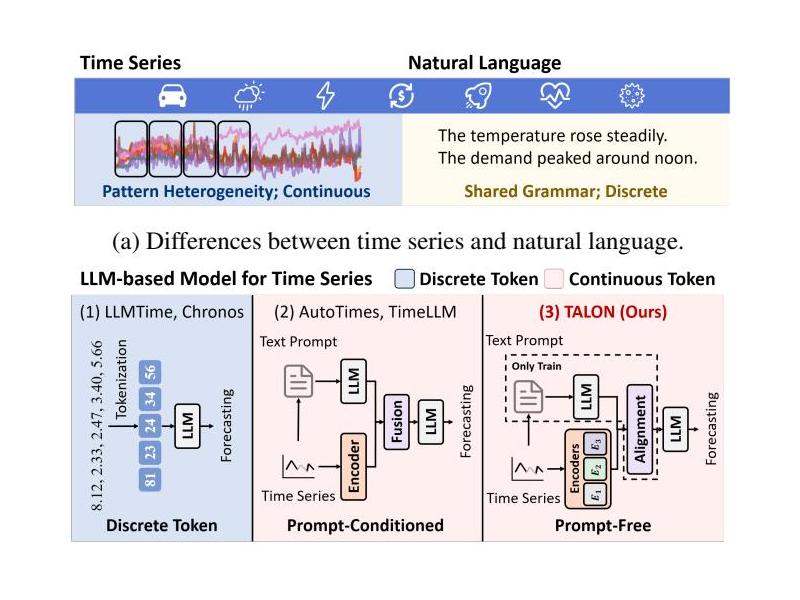 Time Series
Natural Language
$
The temperature rose steadily.
The demand peaked around noon.
Pattern Heterogeneity; Continuous
Shared Grammar; Discrete
(a) Differences between time series and natural language.
LLM-based Model for Time Series
Discrete Token
Continuous Token
(1) LLMTime, Chronos
8.12, 2.33, 2.47, 3.40, 5.66
Tokenization
81 23 24 34 56
LLM
Forecasting
Discrete Token
(2) AutoTimes, TimeLLM
Text Prompt
LLM
Time Series
Encoder
Fusion
LLM
Forecasting
Prompt-Conditioned
(3) TALON (Ours)
Text Prompt
Only Train
LLM
Time Series
Encoders
E3
E2
E1
Alignment
LLM
Forecasting
Prompt-Free